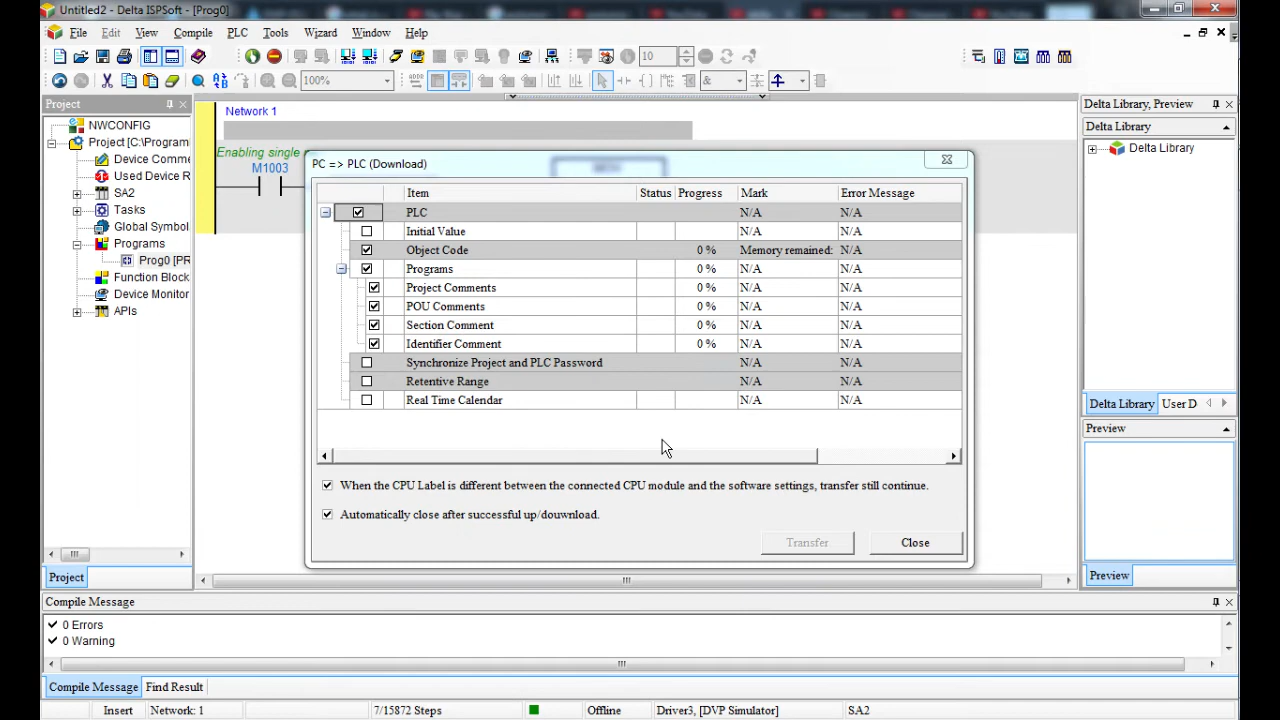 Untitled2 - Delta ISPSoft - [Prog0]
File Edit View Compile PLC Tools Wizard Window Help
10
100%
&
Project
NWCONFIG
Project [C:\Program
Device Comme
Used Device R
SA2
Tasks
Global Symbol
Programs
Prog0 [PR
Function Block
Device Monitor
APIs
Project
Network 1
Enabling single
M1003
PC => PLC (Download)
Item Status Progress Mark Error Message
PLC N/A N/A
Initial Value N/A N/A
Object Code 0 % Memory remained: N/A
Programs 0 % N/A N/A
Project Comments 0 % N/A N/A
POU Comments 0 % N/A N/A
Section Comment 0 % N/A N/A
Identifier Comment 0 % N/A N/A
Synchronize Project and PLC Password N/A N/A
Retentive Range N/A N/A
Real Time Calendar N/A N/A
When the CPU Label is different between the connected CPU module and the software settings, transfer still continue.
Automatically close after successful up/douwnload.
Transfer Close
Delta Library, Preview
Delta Library
Delta Library
Delta Library User D
Preview
Preview
Compile Message
0 Errors
0 Warning
Compile Message Find Result
Insert Network: 1 7/15872 Steps Offline Driver3, [DVP Simulator] SA2